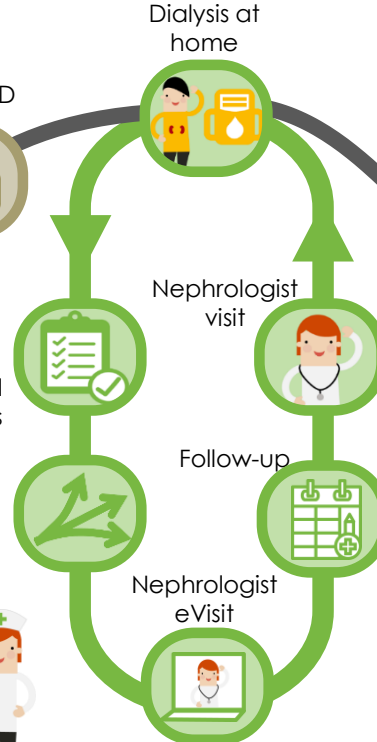 Dialysis at
home
D
Nephrologist
visit
s
Follow-up
Nephrologist
eVisit